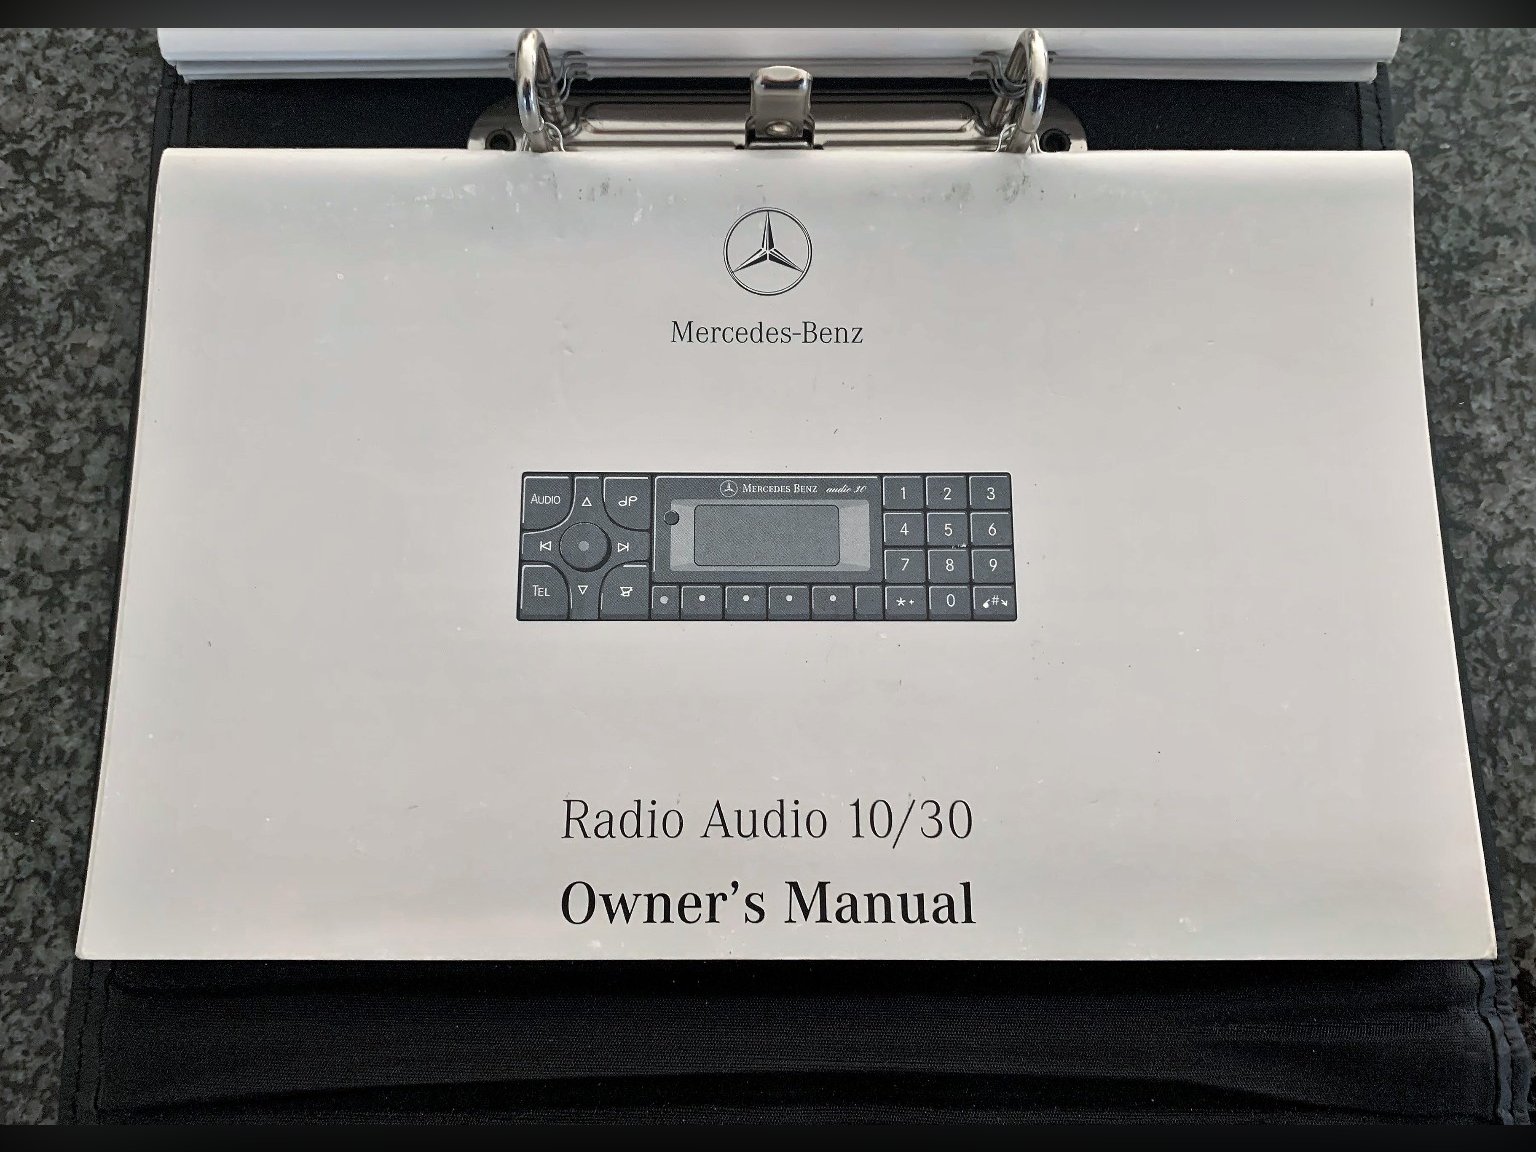 Mercedes-Benz
AUDIO
MERCEDES BENZ audio 30
1 2 3
4 5 6
7 8 9
TEL
*+ 0 #
Radio Audio 10/30
Owner's Manual